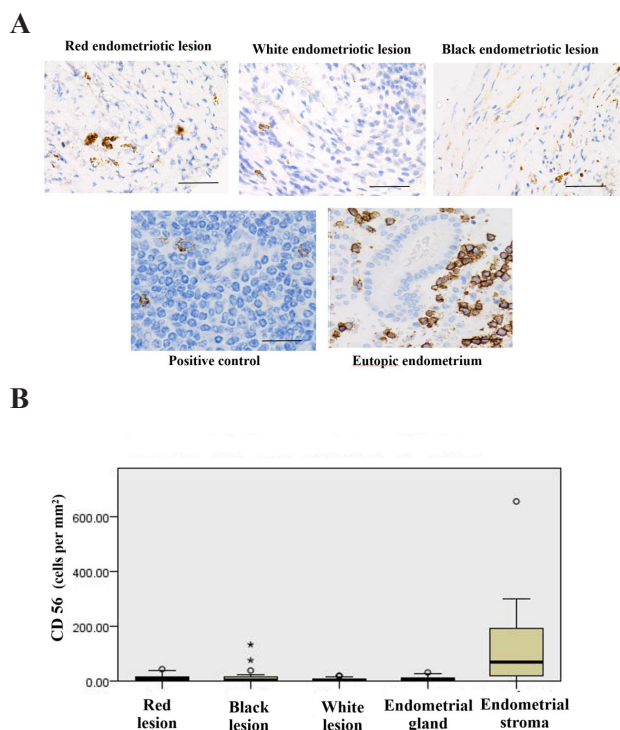 A
Red endometriotic lesion
White endometriotic lesion
Black endometriotic lesion
Positive control
Eutopic endometrium
B
CD 56 (cells per mm²)
600.00
400.00
200.00
0.00
Red lesion
Black lesion
White lesion
Endometrial gland
Endometrial stroma